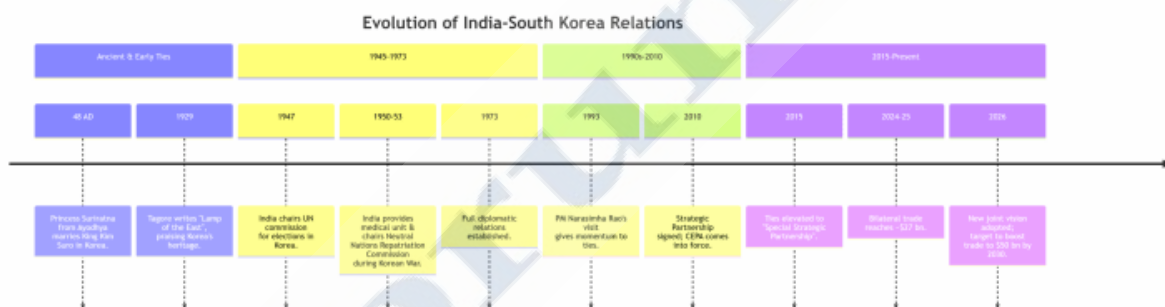 Evolution of India-South Korea Relations
Ancient & Early Ties
1945-1973
1990s-2010
2015-Present
48 AD
1929
1947
1950-53
1973
1993
2010
2015
2024-25
2026
Princess Suriratna
from Ayodhya
marries King Kim
Suro in Korea.
Tagore writes "Lamp
of the East",
praising Korea's
heritage.
India chairs UN
commission
for elections in
Korea.
India provides
medical unit &
chairs Neutral
Nations Repatriation
Commission
during Korean War.
Full diplomatic
relations
established.
PM Narasimha Rao's
visit
gives momentum to
ties.
Strategic
Partnership
signed; CEPA comes
into force.
Ties elevated to
"Special Strategic
Partnership".
Bilateral trade
reaches ~$27 bn.
New joint vision
adopted;
target to
trade to $50 bn by
2030.